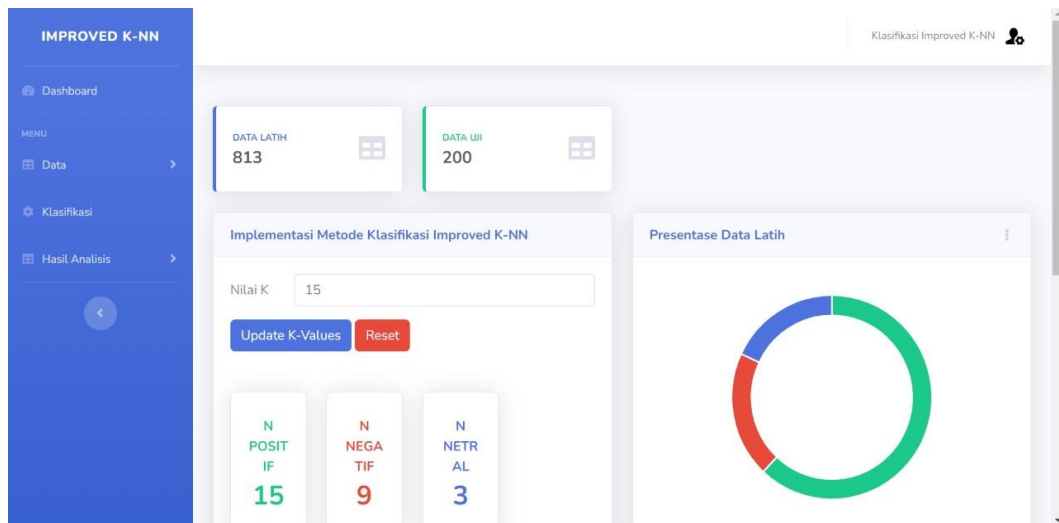 IMPROVED K-NN
Klasifikasi Improved K-NN
Dashboard
MENU
Data
Klasifikasi
Hasil Analisis
DATA LATIH
813
DATA UJI
200
Implementasi Metode Klasifikasi Improved K-NN
Nilai K
15
Update K-Values
Reset
N
POSIT
IF
15
N
NEGA
TIF
9
N
NETR
AL
3
Presentase Data Latih